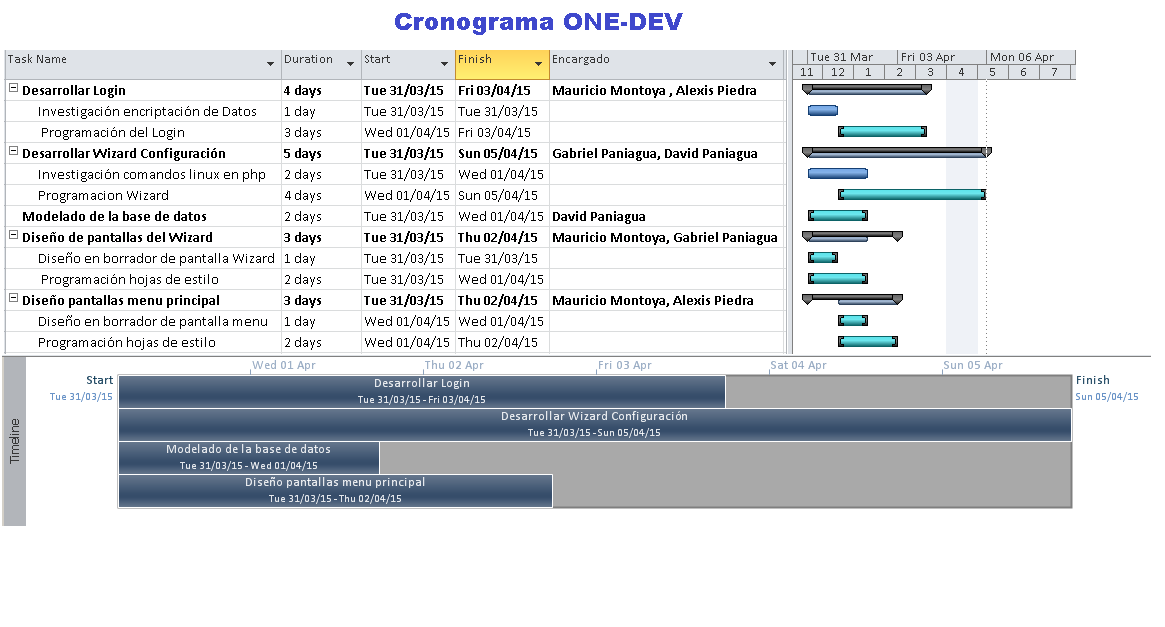 Cronograma ONE-DEV
Task Name Duration Start Finish Encargado
Tue 31 Mar Fri 03 Apr Mon 06 Apr
11 12 1 2 3 4 5 6 7
Desarrollar Login 4 days Tue 31/03/15 Fri 03/04/15 Mauricio Montoya , Alexis Piedra
Investigación encriptación de Datos 1 day Tue 31/03/15 Tue 31/03/15
Programación del Login 3 days Wed 01/04/15 Fri 03/04/15
Desarrollar Wizard Configuración 5 days Tue 31/03/15 Sun 05/04/15 Gabriel Paniagua, David Paniagua
Investigación comandos linux en php 2 days Tue 31/03/15 Wed 01/04/15
Programacion Wizard 4 days Wed 01/04/15 Sun 05/04/15
Modelado de la base de datos 2 days Tue 31/03/15 Wed 01/04/15 David Paniagua
Diseño de pantallas del Wizard 3 days Tue 31/03/15 Thu 02/04/15 Mauricio Montoya, Gabriel Paniagua
Diseño en borrador de pantalla Wizard 1 day Tue 31/03/15 Tue 31/03/15
Programación hojas de estilo 2 days Tue 31/03/15 Wed 01/04/15
Diseño pantallas menu principal 3 days Tue 31/03/15 Thu 02/04/15 Mauricio Montoya, Alexis Piedra
Diseño en borrador de pantalla menu 1 day Wed 01/04/15 Wed 01/04/15
Programación hojas de estilo 2 days Wed 01/04/15 Thu 02/04/15
Timeline
Wed 01 Apr Thu 02 Apr Fri 03 Apr Sat 04 Apr Sun 05 Apr
Start
Tue 31/03/15
Desarrollar Login
Tue 31/03/15 - Fri 03/04/15
Finish
Sun 05/04/15
Desarrollar Wizard Configuración
Tue 31/03/15 - Sun 05/04/15
Modelado de la base de datos
Tue 31/03/15 - Wed 01/04/15
Diseño pantallas menu principal
Tue 31/03/15 - Thu 02/04/15